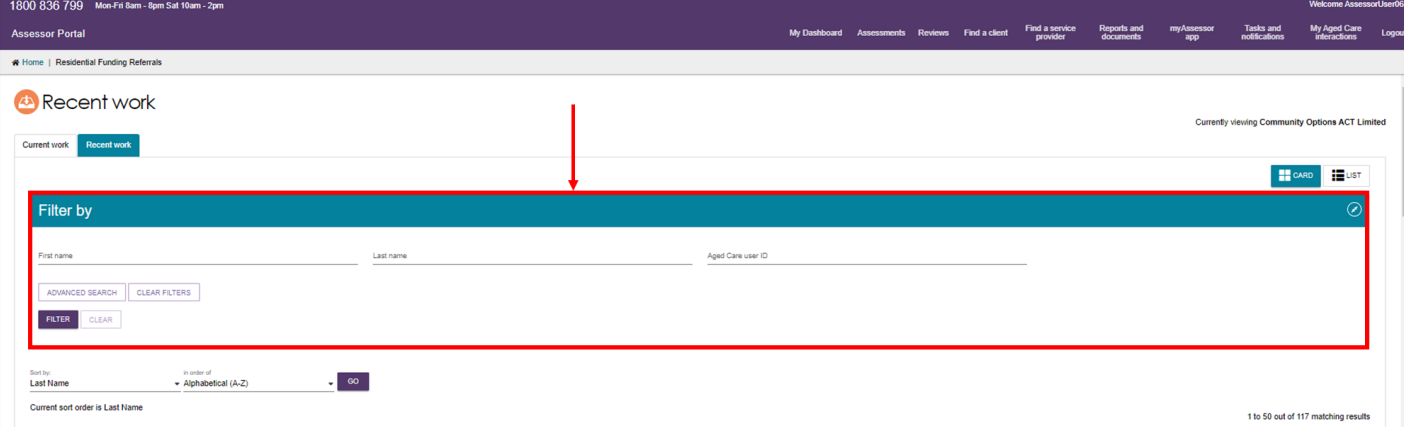 1800 836 799 Mon-Fri 8am - 8pm Sat 10am - 2pm
Welcome AssessorUser06
Assessor Portal
My Dashboard Assessments Reviews Find a client Find a service provider Reports and documents myAssessor app Tasks and notifications My Aged Care interactions Logou
Home | Residential Funding Referrals
Recent work
Currently viewing Community Options ACT Limited
Current work Recent work
CARD LIST
Filter by
First name Last name Aged Care user ID
ADVANCED SEARCH CLEAR FILTERS
FILTER CLEAR
Sort by: in order of
Last Name Alphabetical (A-Z) GO
Current sort order is Last Name
1 to 50 out of 117 matching results